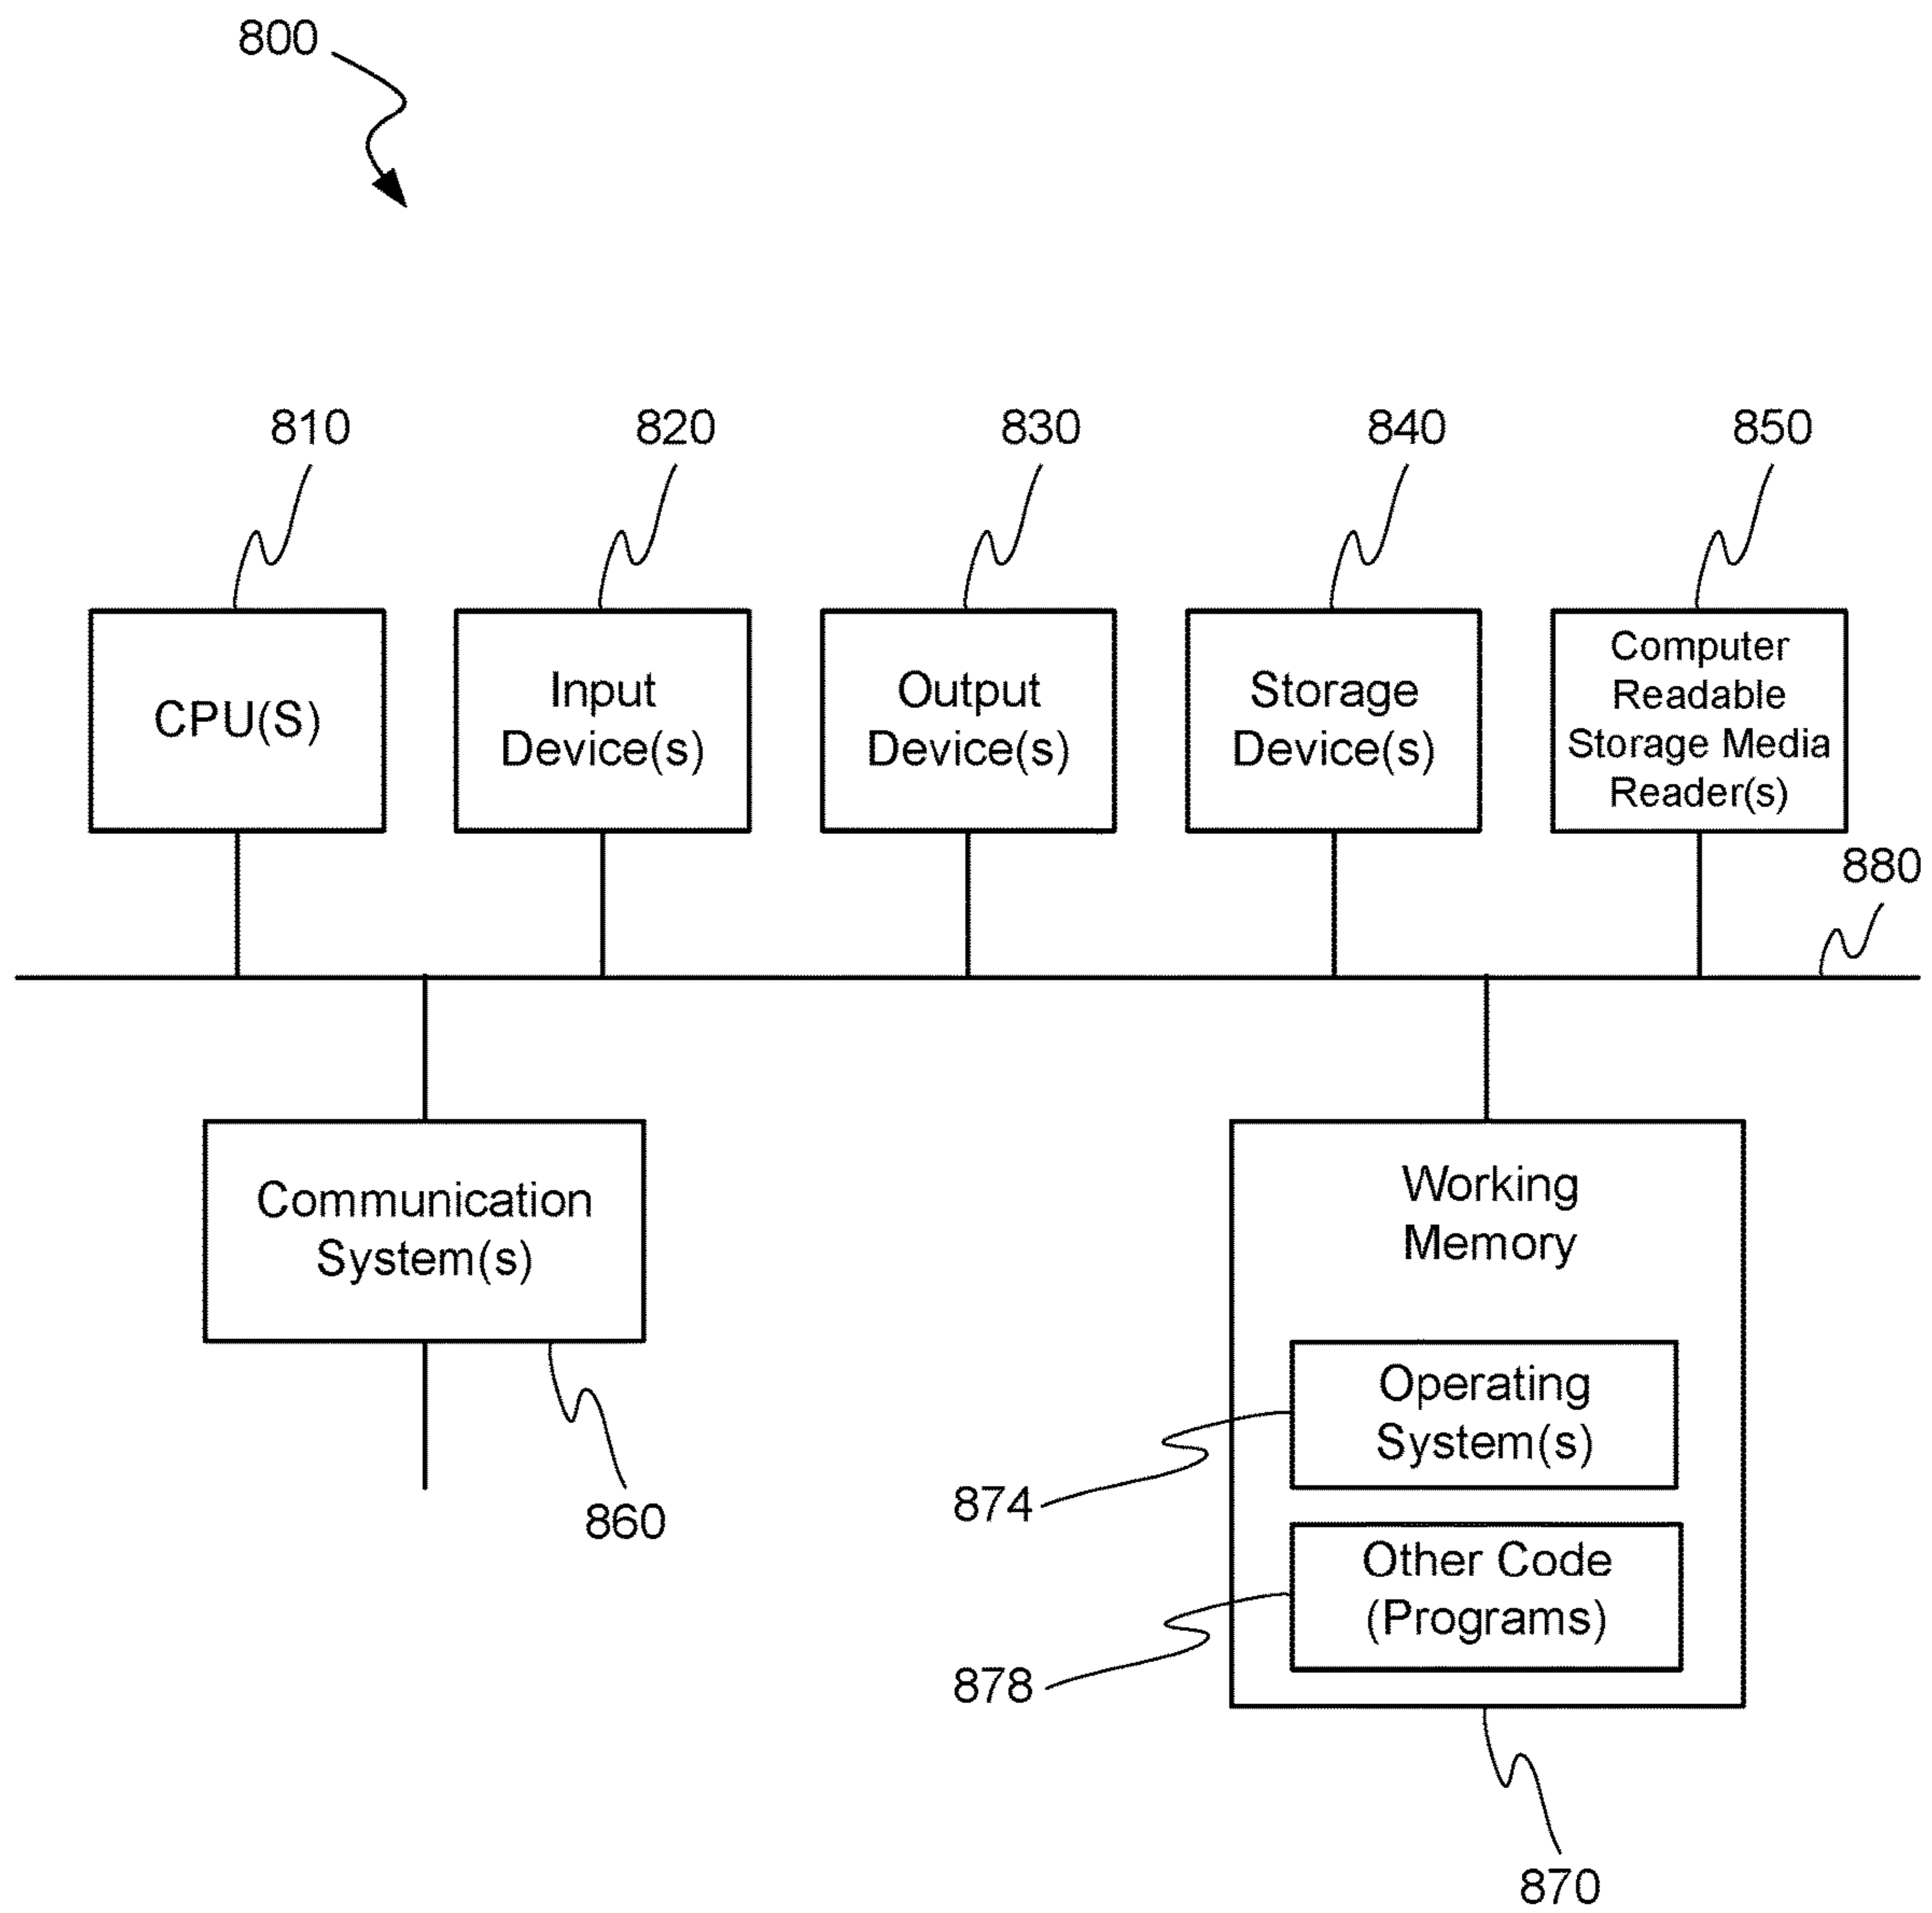 800
810
820
830
840
850
CPU(S)
Input
Device(s)
Output
Device(s)
Storage
Device(s)
Computer
Readable
Storage Media
Reader(s)
880
Communication
System(s)
860
Working
Memory
Operating
System(s)
874
Other Code
(Programs)
878
870